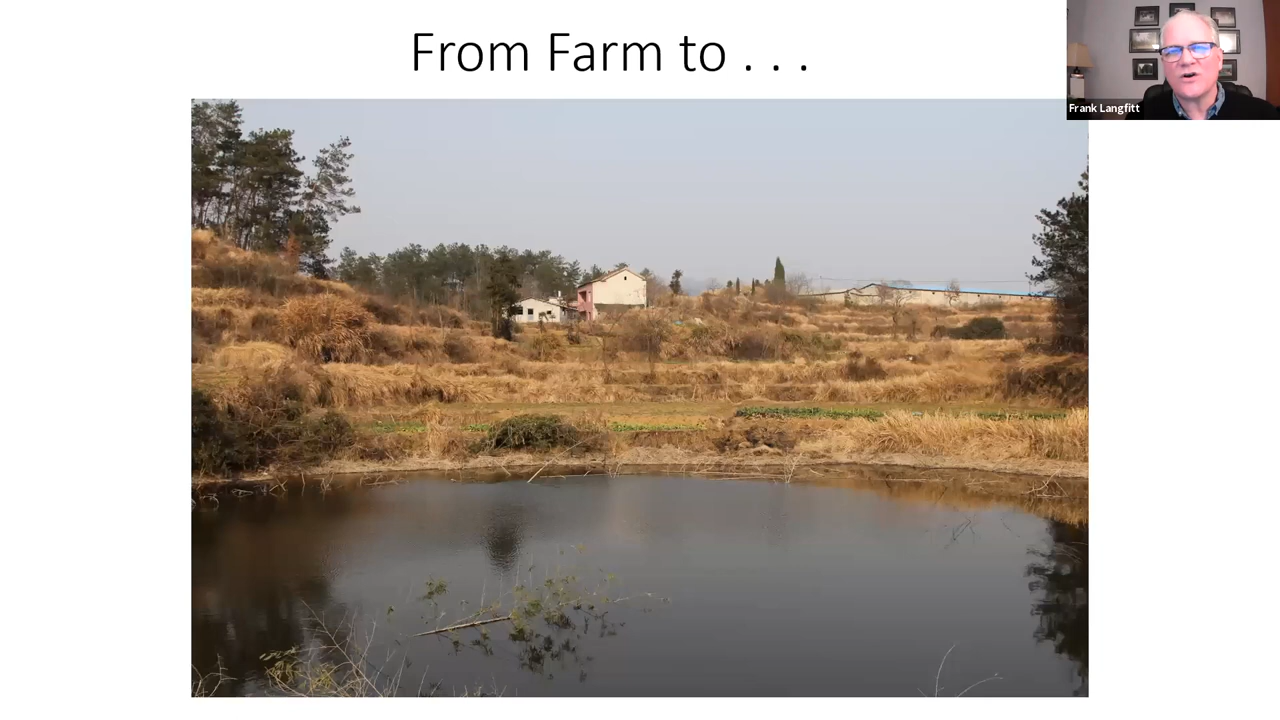 From Farm to . . .
Frank Langfitt